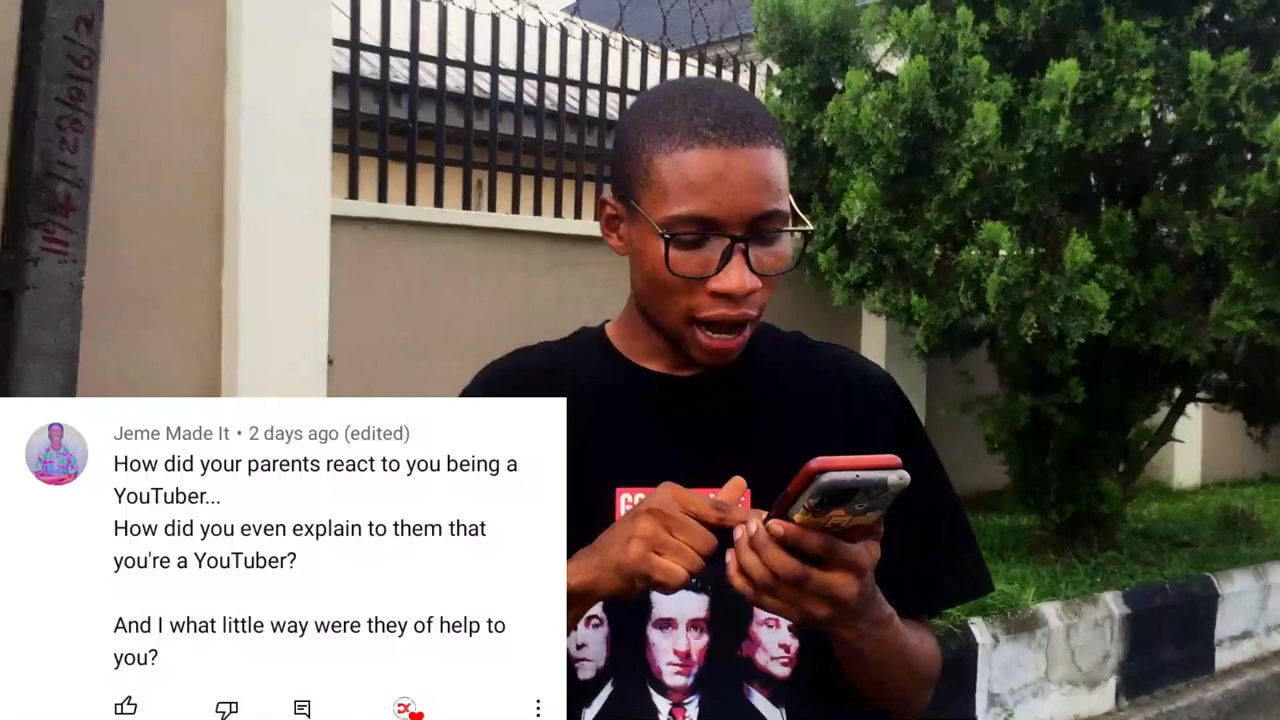 Jeme Made It • 2 days ago (edited)
How did your parents react to you being a
YouTuber...
How did you even explain to them that
you're a YouTuber?
And I what little way were they of help to
you?